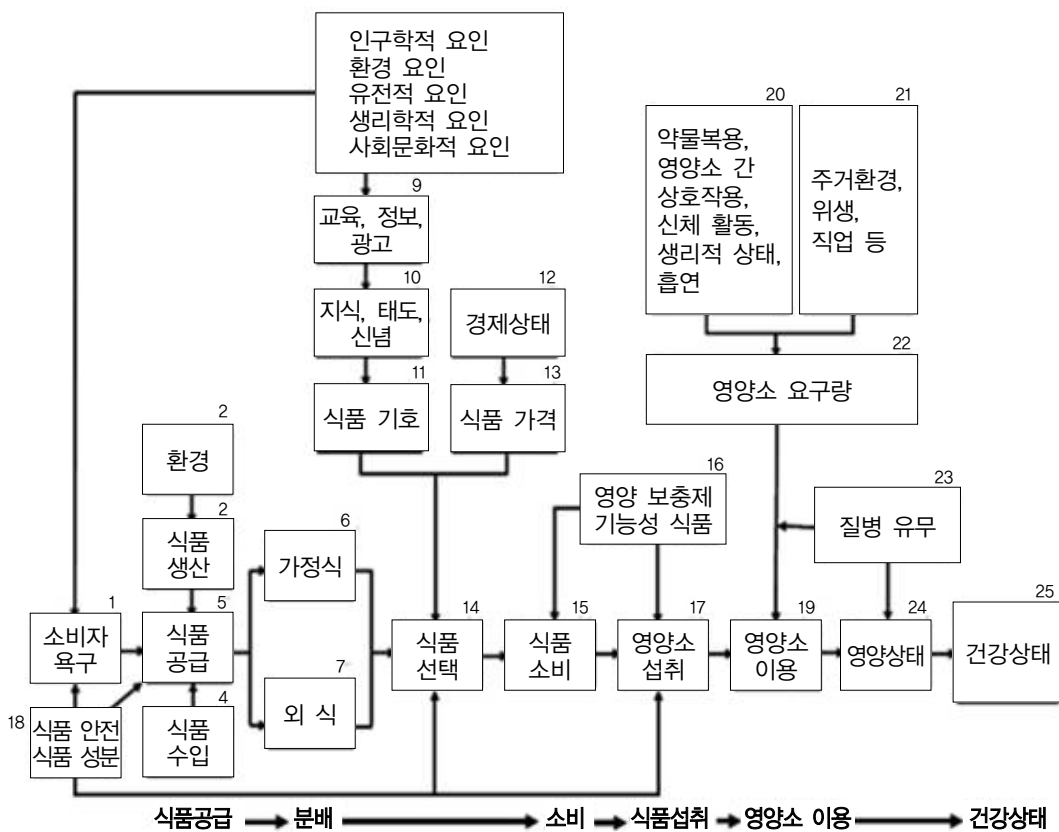 인구학적 요인
환경 요인
유전적 요인
생리학적 요인
사회문화적 요인
9
교육, 정보,
광고
10
지식, 태도,
신념
11
식품 기호
12
경제상태
13
식품 가격
20
약물복용,
영양소 간
상호작용,
신체 활동,
생리적 상태,
흡연
21
주거환경,
위생,
직업 등
22
영양소 요구량
2
환경
2
식품
생산
6
가정식
16
영양 보충제
기능성 식품
23
질병 유무
1
소비자
욕구
5
식품
공급
7
외 식
14
식품
선택
15
식품
소비
17
영양소
섭취
19
영양소
이용
24
영양상태
25
건강상태
18
식품 안전
식품 성분
4
식품
수입
식품공급 분배 소비 식품섭취 영양소 이용 건강상태